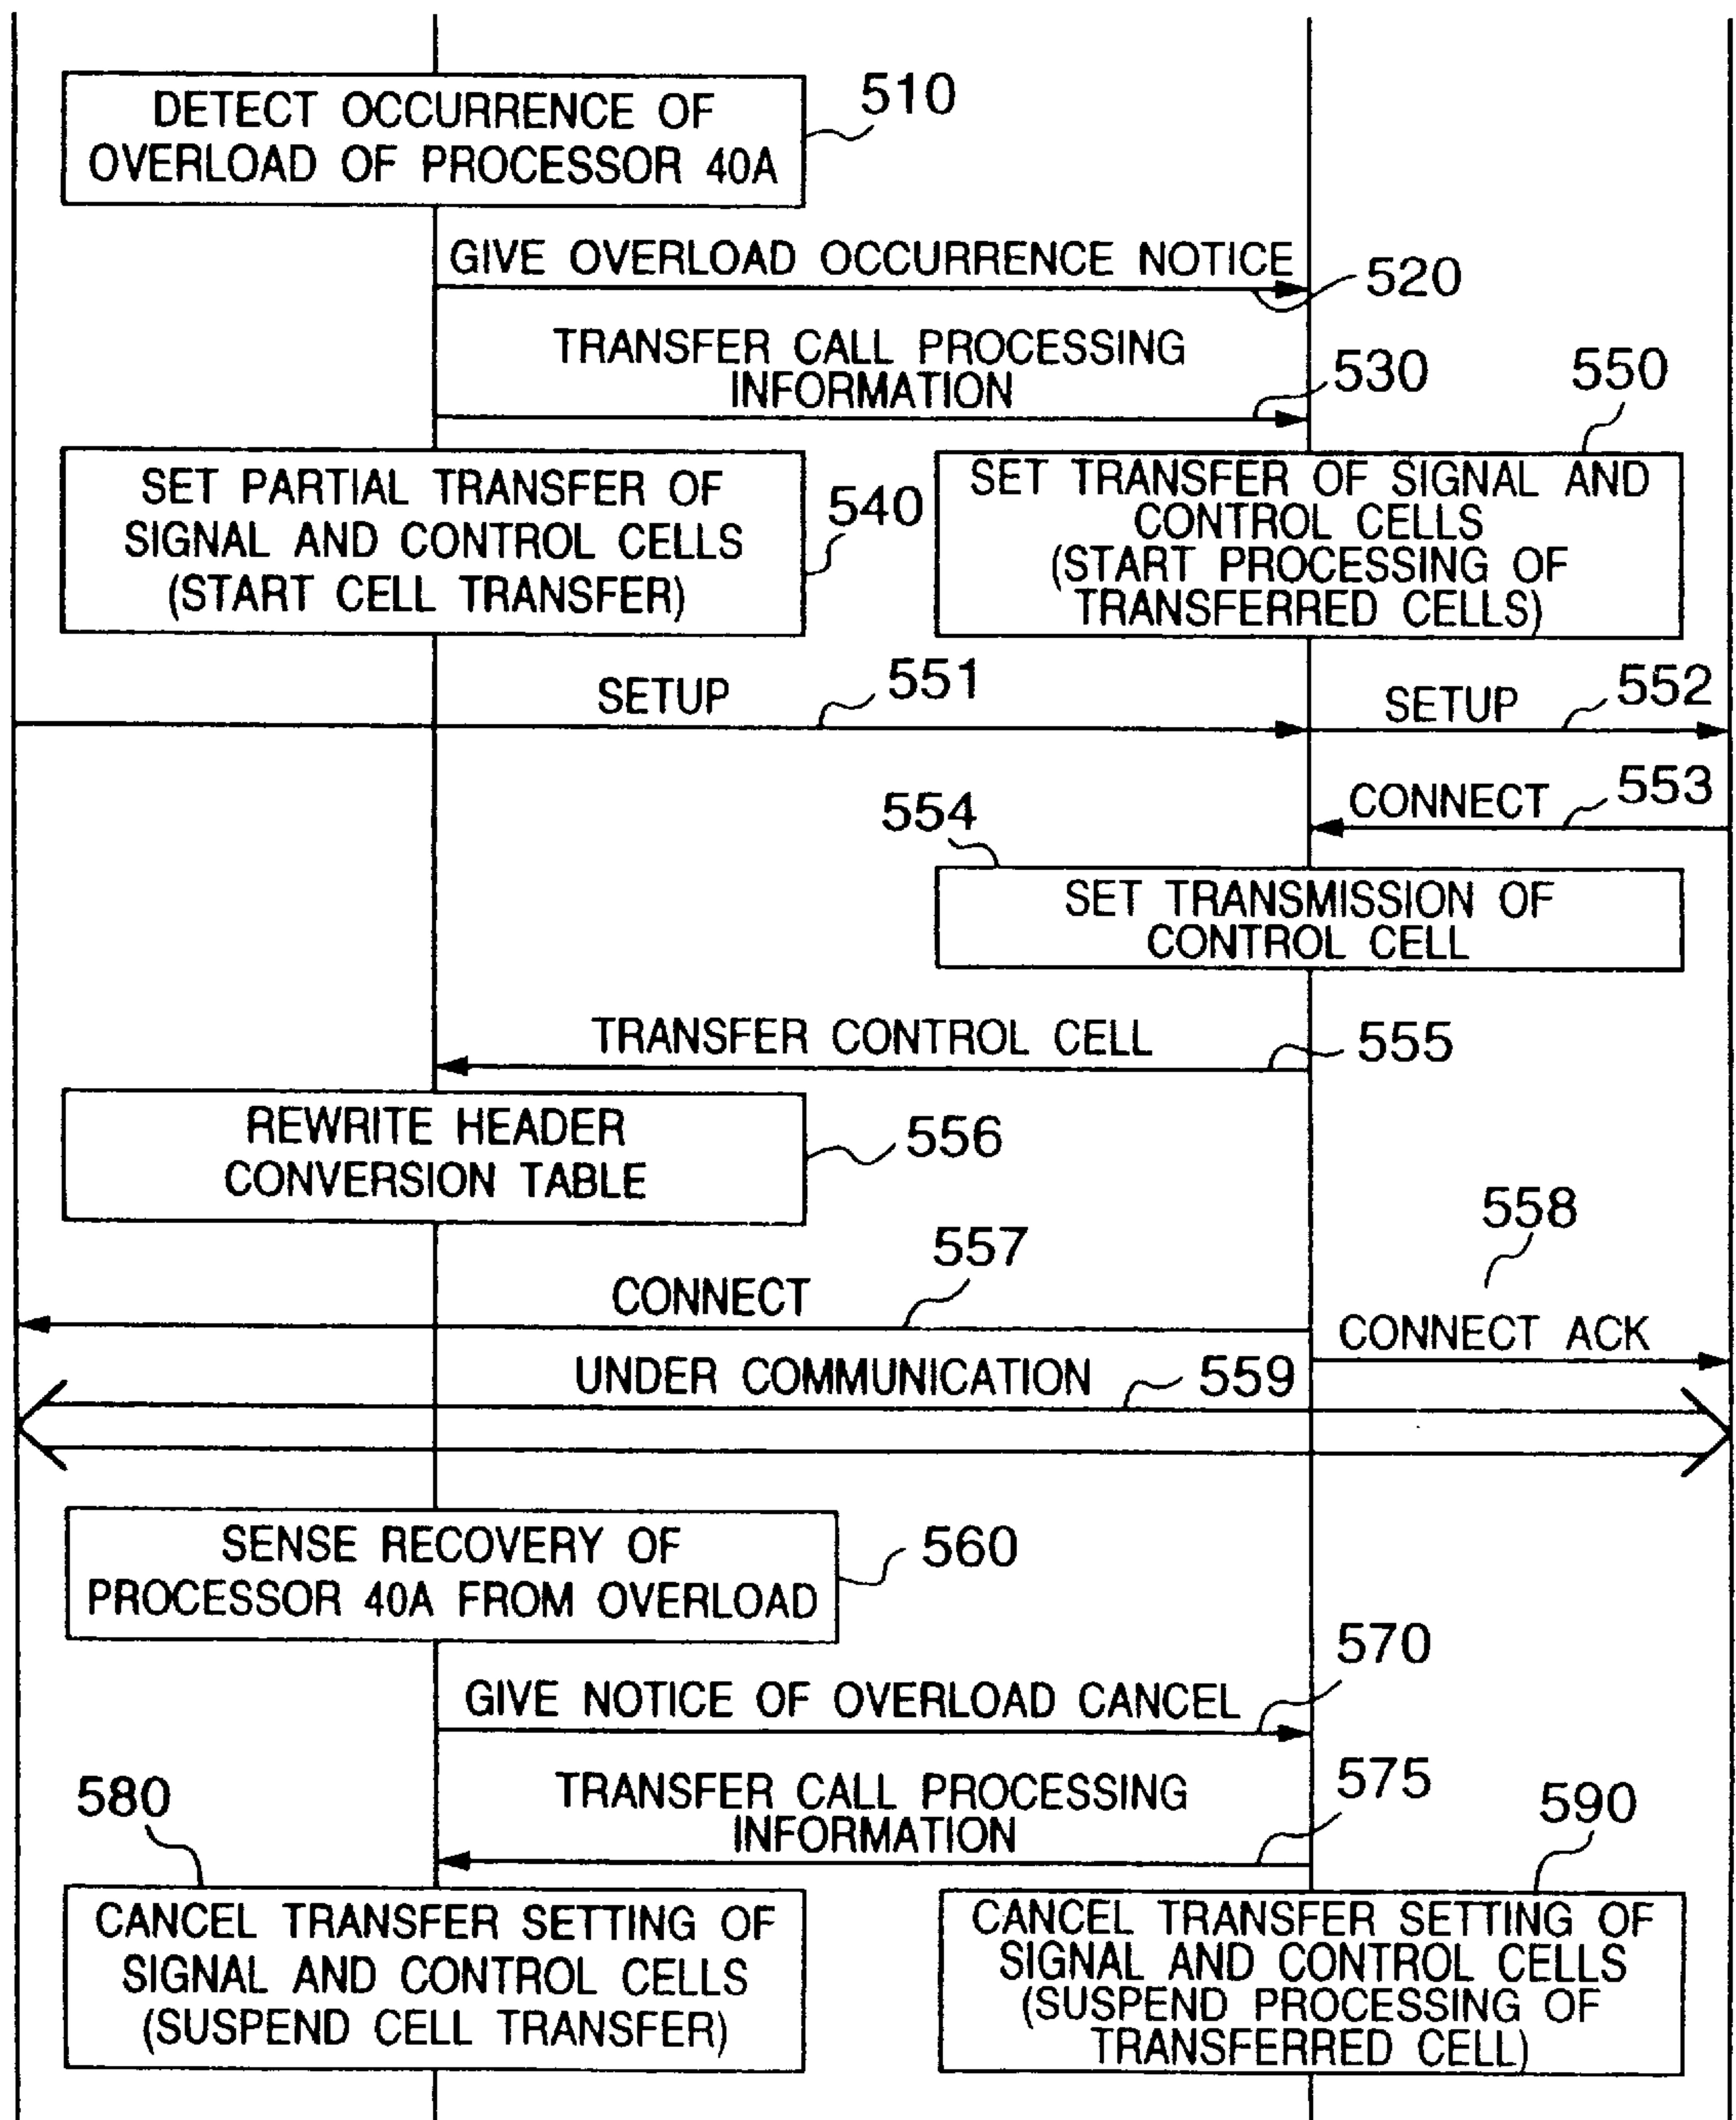 DETECT OCCURRENCE OF
OVERLOAD OF PROCESSOR 40A
510
GIVE OVERLOAD OCCURRENCE NOTICE
520
TRANSFER CALL PROCESSING
INFORMATION
530
550
SET PARTIAL TRANSFER OF
SIGNAL AND CONTROL CELLS
(START CELL TRANSFER)
540
SET TRANSFER OF SIGNAL AND
CONTROL CELLS
(START PROCESSING OF
TRANSFERRED CELLS)
SETUP
551
SETUP
552
CONNECT
553
554
SET TRANSMISSION OF
CONTROL CELL
TRANSFER CONTROL CELL
555
REWRITE HEADER
CONVERSION TABLE
556
558
557
CONNECT
CONNECT ACK
UNDER COMMUNICATION
559
SENSE RECOVERY OF
PROCESSOR 40A FROM OVERLOAD
560
570
GIVE NOTICE OF OVERLOAD CANCEL
575
TRANSFER CALL PROCESSING
INFORMATION
580
590
CANCEL TRANSFER SETTING OF
SIGNAL AND CONTROL CELLS
(SUSPEND CELL TRANSFER)
CANCEL TRANSFER SETTING OF
SIGNAL AND CONTROL CELLS
(SUSPEND PROCESSING OF
TRANSFERRED CELL)